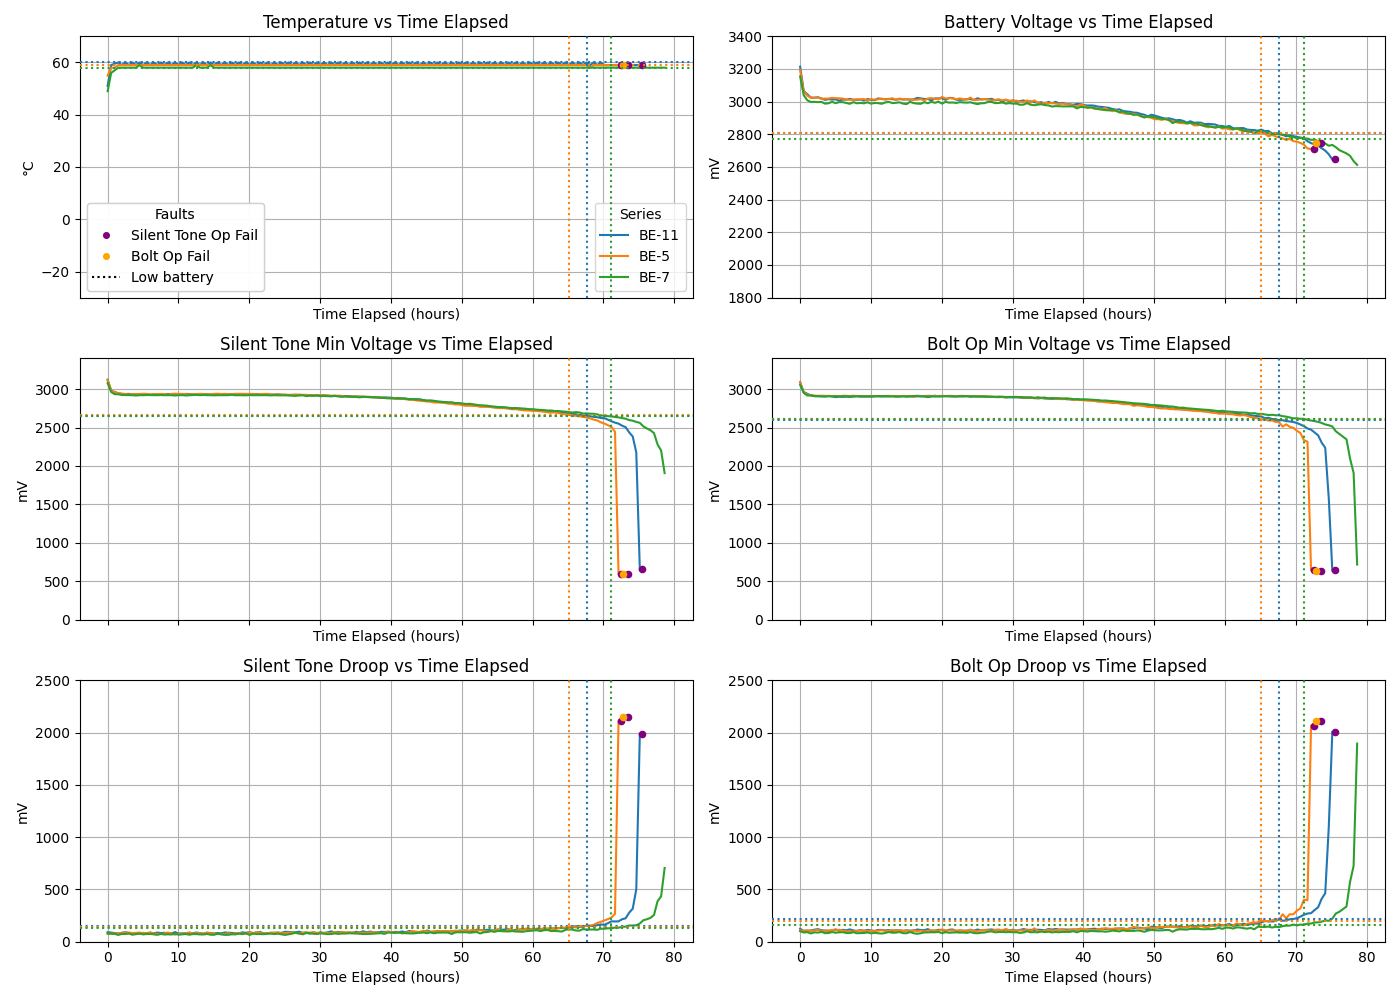 Temperature vs Time Elapsed
60
40
20
0
−20
°C
Time Elapsed (hours)
Faults
Silent Tone Op Fail
Bolt Op Fail
Low battery
Series
BE-11
BE-5
BE-7
Battery Voltage vs Time Elapsed
3400
3200
3000
2800
2600
2400
2200
2000
1800
mV
Time Elapsed (hours)
Silent Tone Min Voltage vs Time Elapsed
3000
2500
2000
1500
1000
500
0
mV
Time Elapsed (hours)
Bolt Op Min Voltage vs Time Elapsed
3000
2500
2000
1500
1000
500
0
mV
Time Elapsed (hours)
Silent Tone Droop vs Time Elapsed
2500
2000
1500
1000
500
0
mV
0 10 20 30 40 50 60 70 80
Time Elapsed (hours)
Bolt Op Droop vs Time Elapsed
2500
2000
1500
1000
500
0
mV
0 10 20 30 40 50 60 70 80
Time Elapsed (hours)